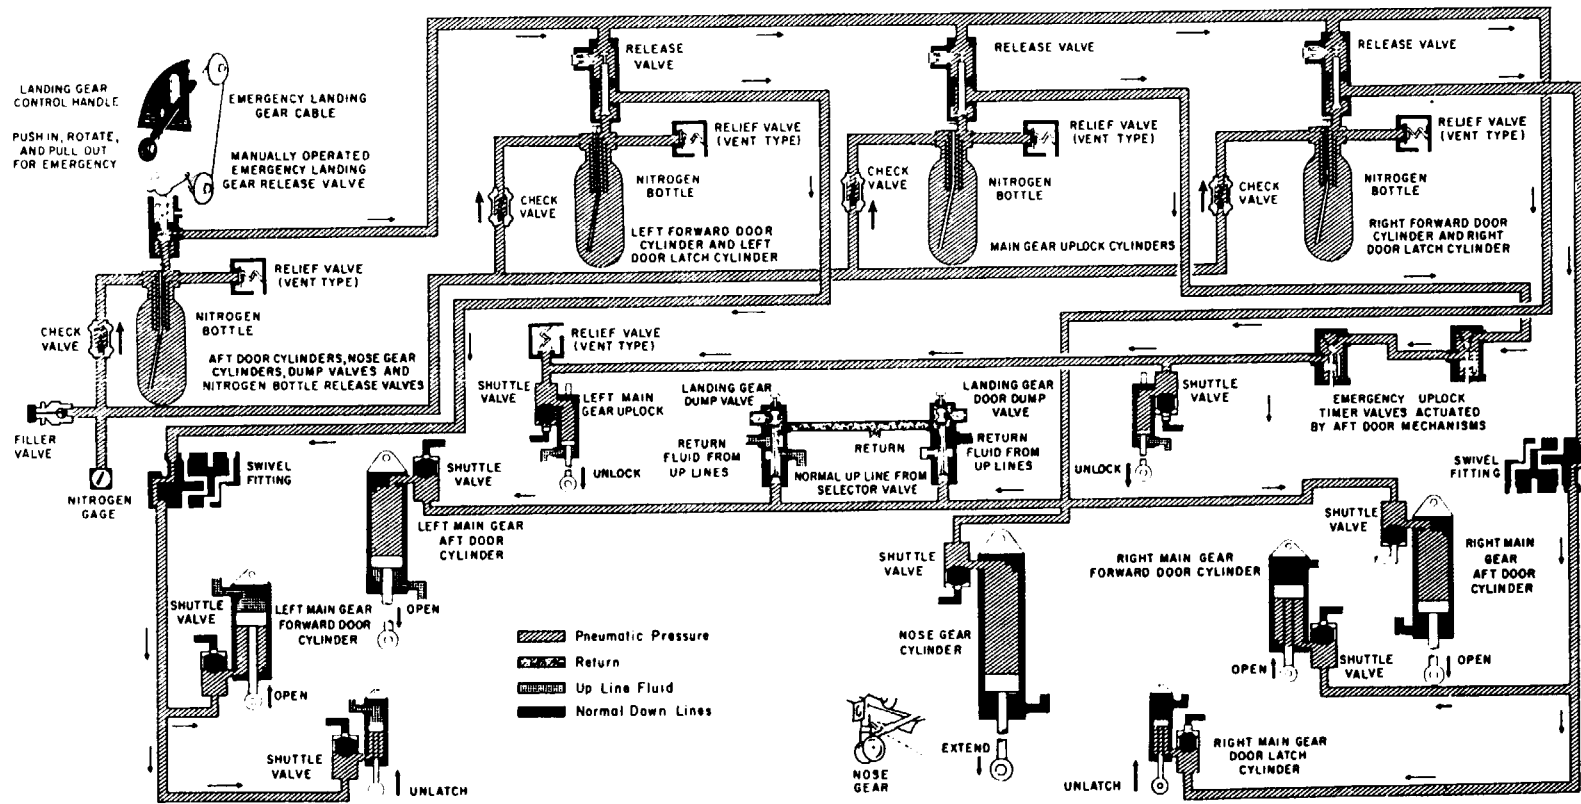 LANDING GEAR
CONTROL HANDLE
PUSH IN, ROTATE,
AND PULL OUT
FOR EMERGENCY
EMERGENCY LANDING
GEAR CABLE
MANUALLY OPERATED
EMERGENCY LANDING
GEAR RELEASE VALVE
RELIEF VALVE
(VENT TYPE)
NITROGEN
BOTTLE
CHECK
VALVE
AFT DOOR CYLINDERS, NOSE GEAR
CYLINDERS, DUMP VALVES AND
NITROGEN BOTTLE RELEASE VALVES
FILLER
VALVE
NITROGEN
GAGE
RELEASE
VALVE
RELIEF VALVE
(VENT TYPE)
NITROGEN
BOTTLE
CHECK
VALVE
LEFT FORWARD DOOR
CYLINDER AND LEFT
DOOR LATCH CYLINDER
RELEASE VALVE
RELIEF VALVE
(VENT TYPE)
CHECK
VALVE
NITROGEN
BOTTLE
MAIN GEAR UPLOCK CYLINDERS
RELEASE VALVE
RELIEF VALVE
(VENT TYPE)
NITROGEN
BOTTLE
CHECK
VALVE
RIGHT FORWARD DOOR
CYLINDER AND RIGHT
DOOR LATCH CYLINDER
RELIEF VALVE
(VENT TYPE)
SHUTTLE
VALVE
LEFT MAIN
GEAR UPLOCK
UNLOCK
LANDING GEAR
DUMP VALVE
RETURN
FLUID FROM
UP LINES
RETURN
LANDING GEAR
DOOR DUMP
VALVE
RETURN
FLUID FROM
UP LINES
NORMAL UP LINE FROM
SELECTOR VALVE
SHUTTLE
VALVE
UNLOCK
EMERGENCY UPLOCK
TIMER VALVES ACTUATED
BY AFT DOOR MECHANISMS
SWIVEL
FITTING
SWIVEL
FITTING
SHUTTLE
VALVE
LEFT MAIN GEAR
AFT DOOR
CYLINDER
OPEN
SHUTTLE
VALVE
LEFT MAIN GEAR
FORWARD DOOR
CYLINDER
OPEN
SHUTTLE
VALVE
UNLATCH
Pneumatic Pressure
Return
Up Line Fluid
Normal Down Lines
SHUTTLE
VALVE
NOSE GEAR
CYLINDER
EXTEND
NOSE
GEAR
RIGHT MAIN GEAR
FORWARD DOOR CYLINDER
OPEN
SHUTTLE
VALVE
SHUTTLE
VALVE
RIGHT MAIN
GEAR
AFT DOOR
CYLINDER
OPEN
RIGHT MAIN GEAR
DOOR LATCH
CYLINDER
UNLATCH